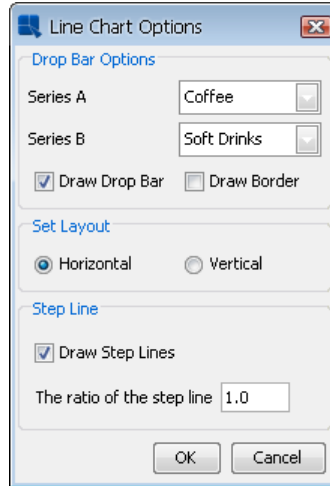 Line Chart Options
Drop Bar Options
Series A Coffee
Series B Soft Drinks
Draw Drop Bar Draw Border
Set Layout
Horizontal Vertical
Step Line
Draw Step Lines
The ratio of the step line 1.0
OK Cancel